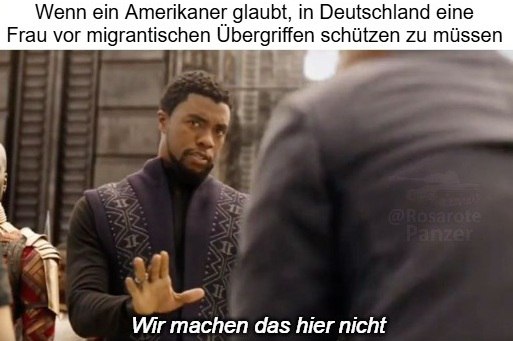 Wenn ein Amerikaner glaubt, in Deutschland eine
Frau vor migrantischen Übergriffen schützen zu müssen
@Rosarote
Panzer
Wir machen das hier nicht